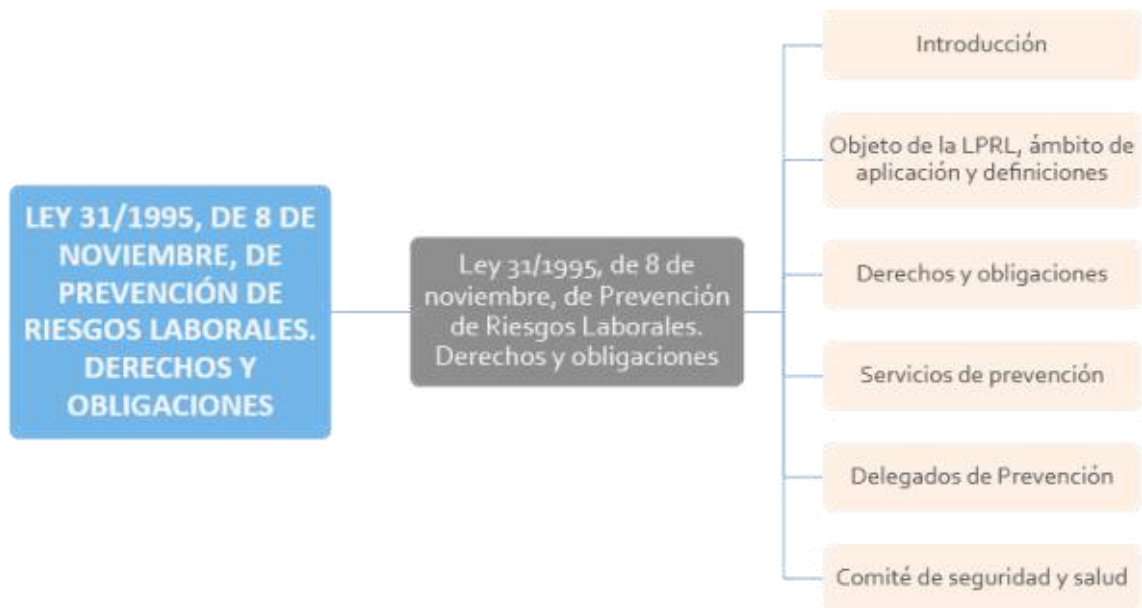 LEY 31/1995, DE 8 DE
NOVIEMBRE, DE
PREVENCIÓN DE
RIESGOS LABORALES.
DERECHOS Y
OBLIGACIONES
Ley 31/1995, de 8 de
noviembre, de Prevención
de Riesgos Laborales.
Derechos y obligaciones
Introducción
Objeto de la LPRL, ámbito de
aplicación y definiciones
Derechos y obligaciones
Servicios de prevención
Delegados de Prevención
Comité de seguridad y salud